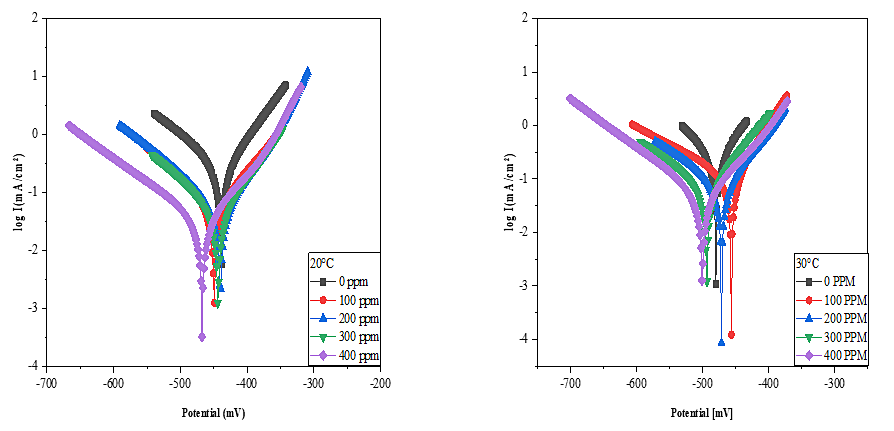 2
1
0
-1
-2
-3
-4
log I (m A /cm²)
-700
-600
-500
-400
-300
-200
Potential (mV)
20°C
0 ppm
100 ppm
200 ppm
300 ppm
400 ppm
2
1
0
-1
-2
-3
-4
log I (m A /cm²)
-700
-600
-500
-400
-300
Potential [mV]
30°C
0 PPM
100 PPM
200 PPM
300 PPM
400 PPM